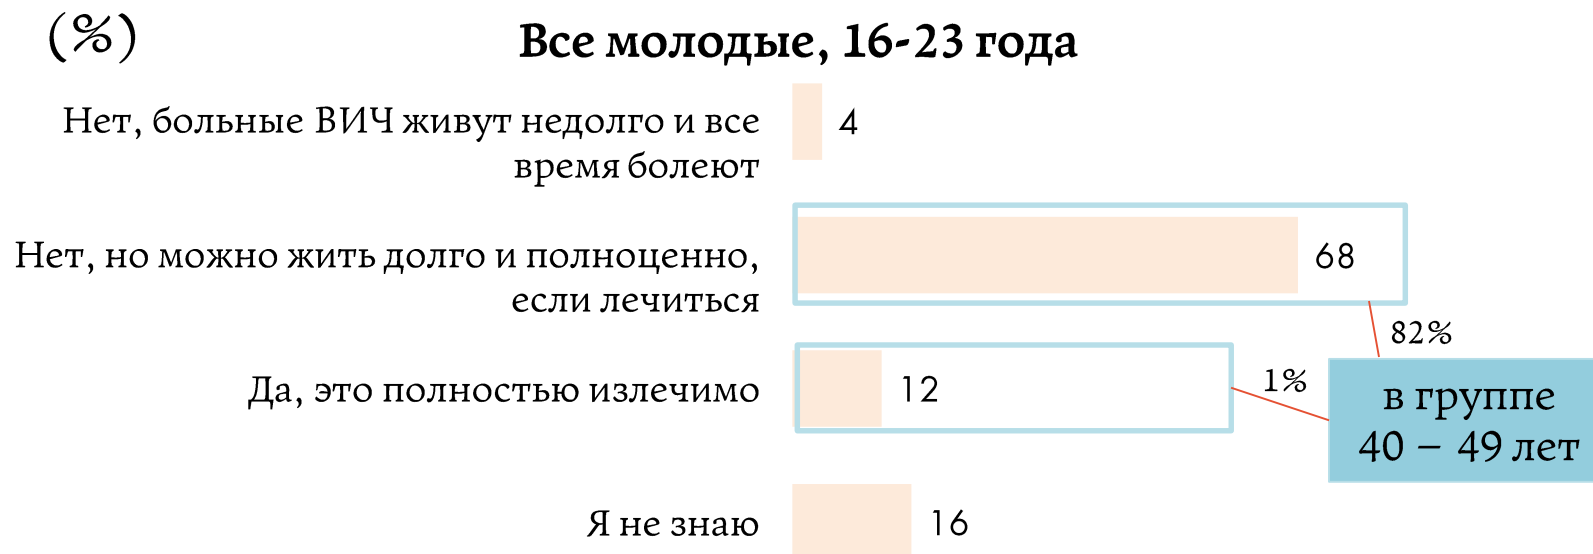 (%)
Все молодые, 16-23 года
Нет, больные ВИЧ живут недолго и все
время болеют
4
Нет, но можно жить долго и полноценно,
если лечиться
68
82%
Да, это полностью излечимо
12
1%
в группе
40 – 49 лет
Я не знаю
16